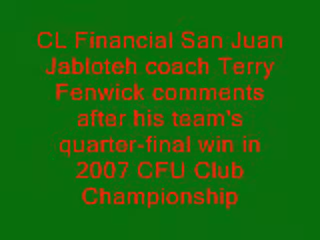 CL Financial San Juan
Jabloteh coach Terry
Fenwick comments
after his team's
quarter-final win in
2007 CFU Club
Championship